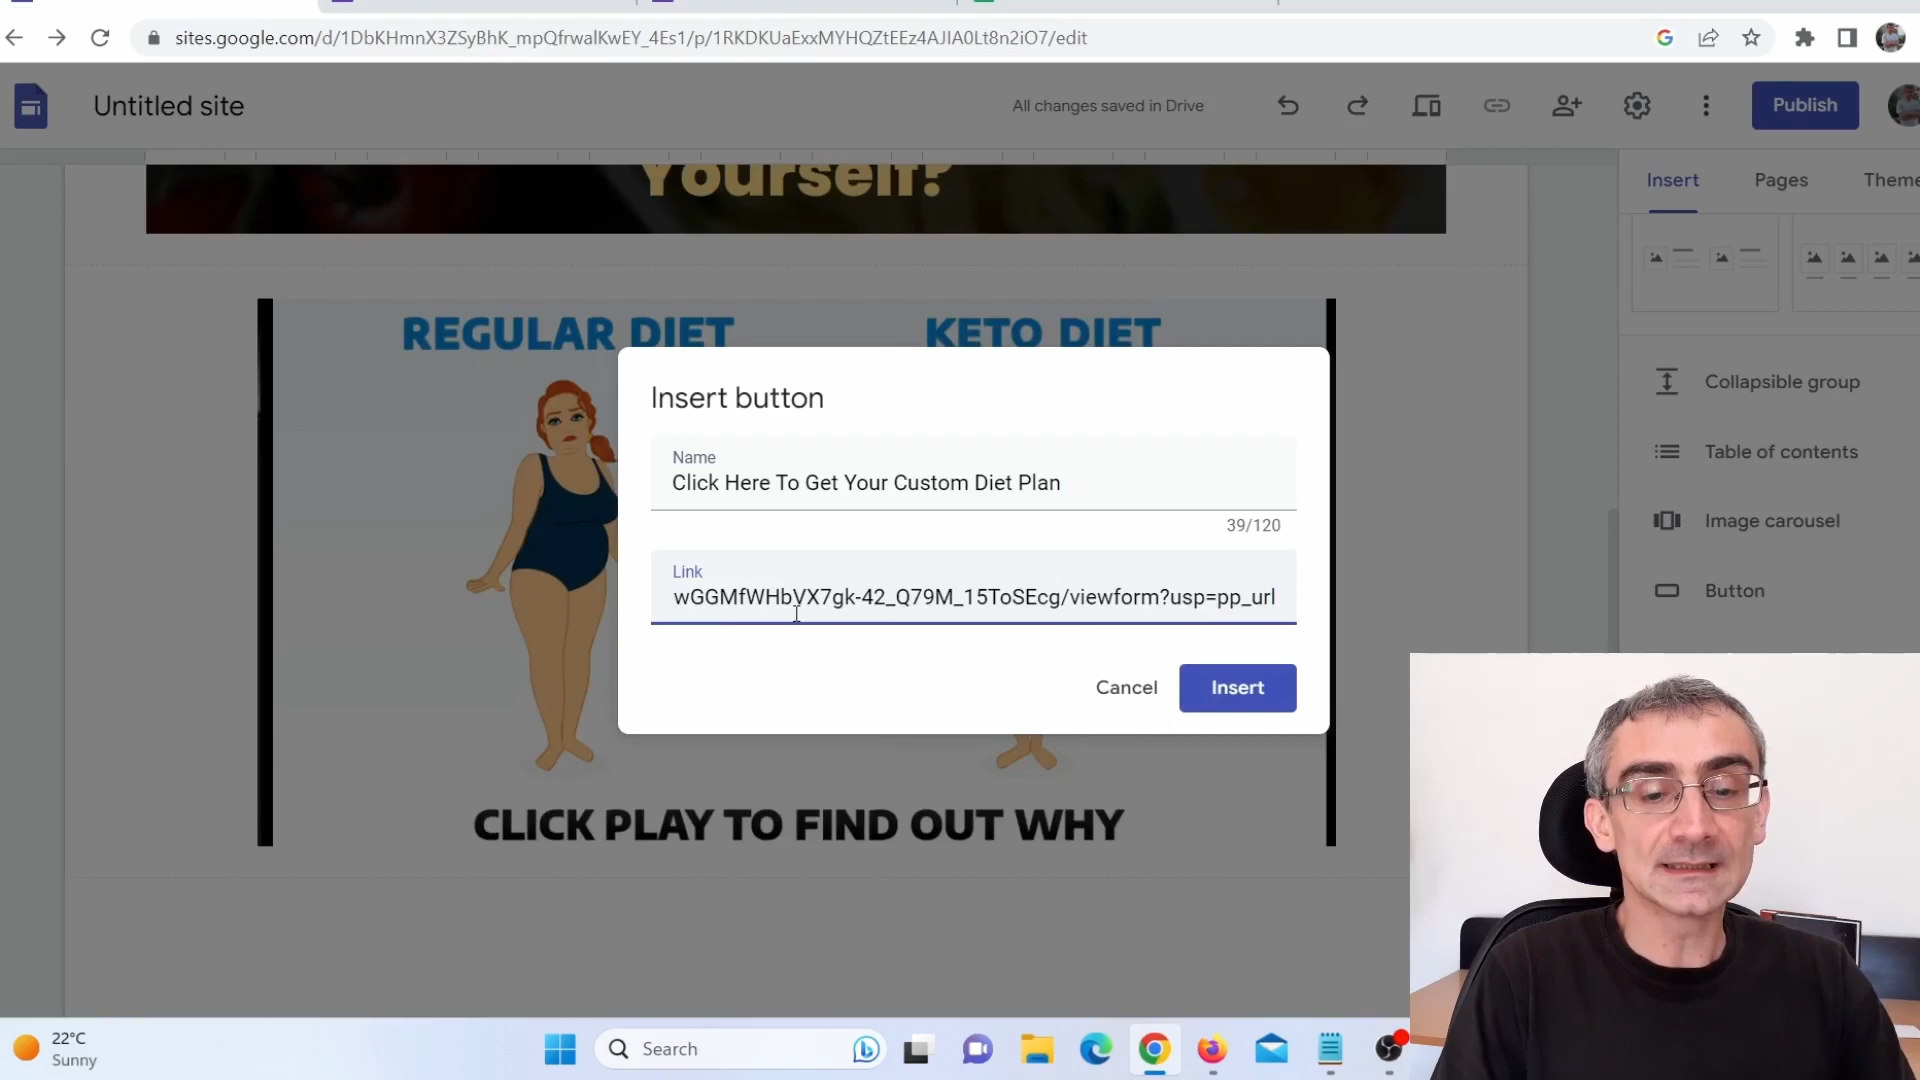 sites.google.com/d/1DbKHmnX3ZSyBhK_mpQfrwalKwEY_4Es1/p/1RKDKUaExxMYHQZtEEz4AJIA0Lt8n2iO7/edit
Untitled site
All changes saved in Drive
Publish
Yourself?
Insert
Pages
Theme
REGULAR DIET
KETO DIET
Insert button
Name
Click Here To Get Your Custom Diet Plan
39/120
Link
wGGMfWHbVX7gk-42_Q79M_15ToSEcg/viewform?usp=pp_url
Cancel
Insert
Collapsible group
Table of contents
Image carousel
Button
CLICK PLAY TO FIND OUT WHY
22°C
Sunny
Search